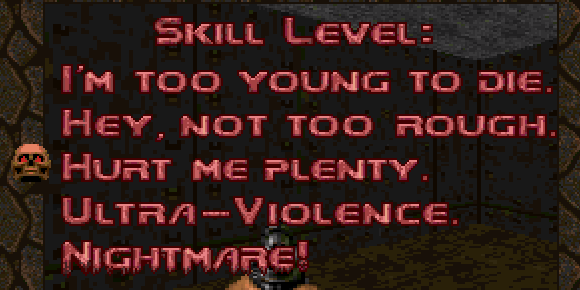 Skill Level:
I'm too young to die.
Hey, not too rough.
Hurt me plenty.
Ultra-Violence.
Nightmare!